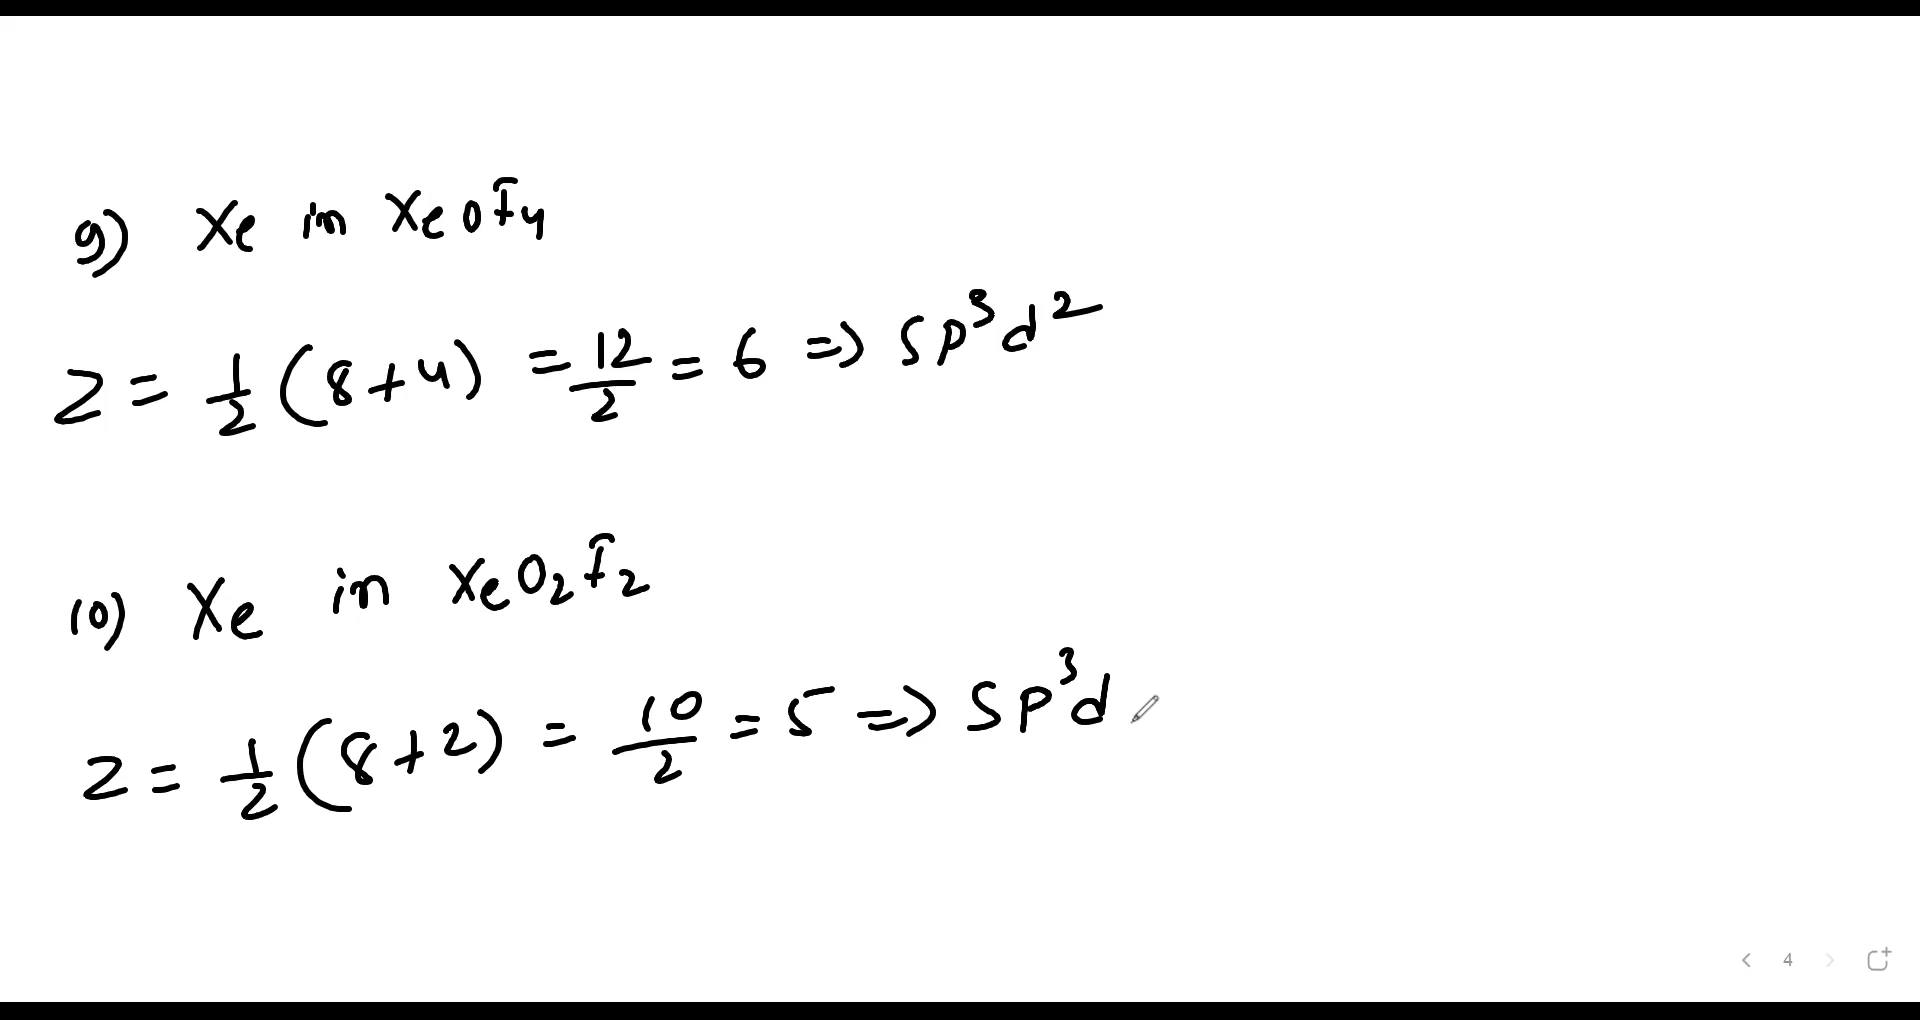 9) Xe in XeOF₄
Z = 1/2 (8+4) = 12/2 = 6 => SP³d²
10) Xe in XeO₂F₂
Z = 1/2 (8+2) = 10/2 = 5 => SP³d
4